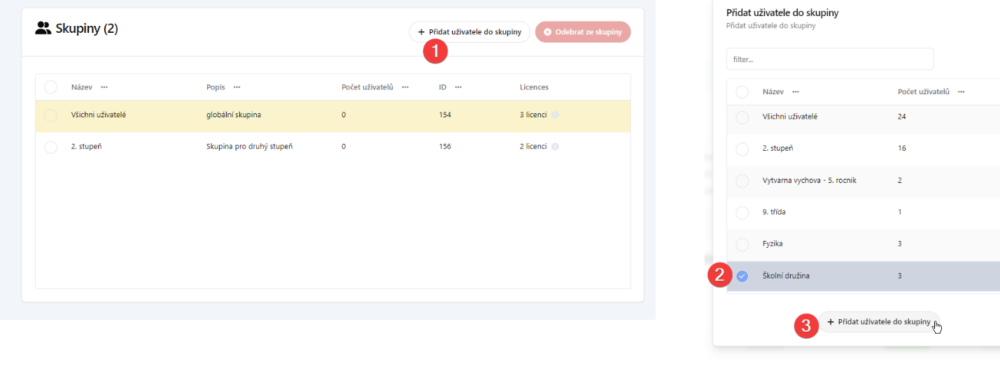 Skupiny (2)
+ Přidat uživatele do skupiny
Odebrat ze skupiny
1
Název ··· Popis ··· Počet uživatelů ··· ID ··· Licences
Všichni uživatelé globální skupina 0 154 3 licenci
2. stupeň Skupina pro druhý stupeň 0 156 2 licenci
Přidat uživatele do skupiny
Přidat uživatele do skupiny
filter...
Název ··· Počet uživatelů ···
Všichni uživatelé 24
2. stupeň 16
Vytvarna vychova - 5. rocnik 2
9. třída 1
Fyzika 3
2 Školní družina 3
3 + Přidat uživatele do skupiny